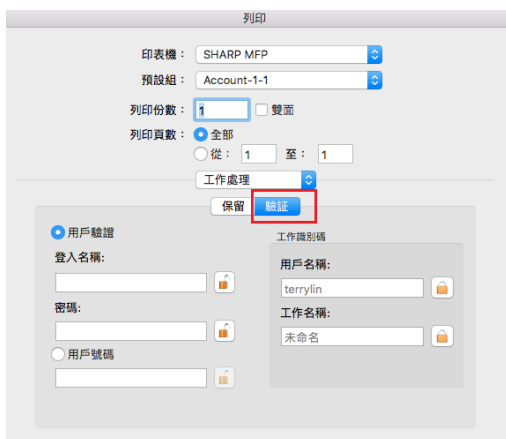 列印
印表機： SHARP MFP
預設組： Account-1-1
列印份數： 1 雙面
列印頁數： 全部
從： 1 至： 1
工作處理
保留 驗証
用戶驗證
登入名稱:
密碼:
用戶號碼
工作識別碼
用戶名稱:
terrylin
工作名稱:
未命名